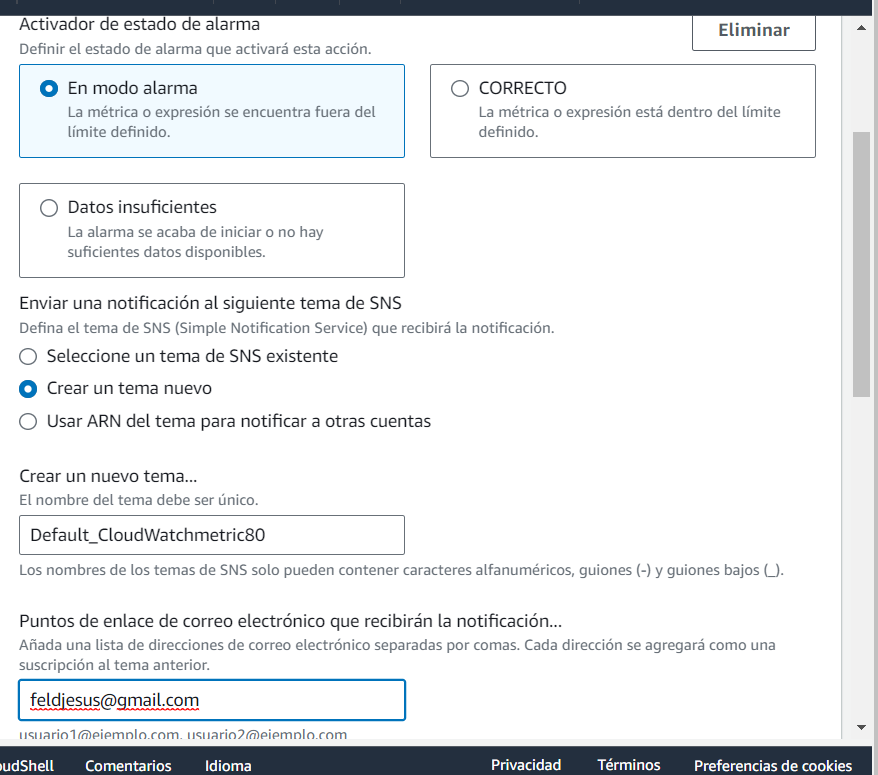 Activador de estado de alarma
Definir el estado de alarma que activará esta acción.
Eliminar
En modo alarma
La métrica o expresión se encuentra fuera del
límite definido.
CORRECTO
La métrica o expresión está dentro del límite
definido.
Datos insuficientes
La alarma se acaba de iniciar o no hay
suficientes datos disponibles.
Enviar una notificación al siguiente tema de SNS
Defina el tema de SNS (Simple Notification Service) que recibirá la notificación.
Seleccione un tema de SNS existente
Crear un tema nuevo
Usar ARN del tema para notificar a otras cuentas
Crear un nuevo tema...
El nombre del tema debe ser único.
Default_CloudWatchmetric80
Los nombres de los temas de SNS solo pueden contener caracteres alfanuméricos, guiones (-) y guiones bajos (_).
Puntos de enlace de correo electrónico que recibirán la notificación...
Añada una lista de direcciones de correo electrónico separadas por comas. Cada dirección se agregará como una
suscripción al tema anterior.
feldjesus@gmail.com
usuario1@ejemplo.com, usuario2@ejemplo.com
oudShell Comentarios Idioma Privacidad Términos Preferencias de cookies